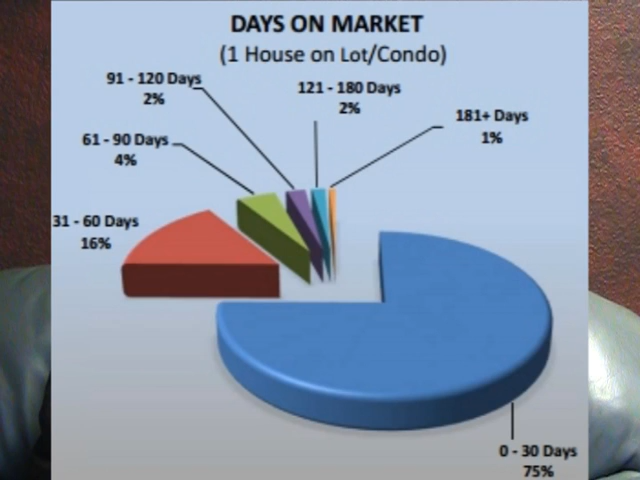 DAYS ON MARKET
(1 House on Lot/Condo)
91 - 120 Days
2%
121 - 180 Days
2%
181+ Days
1%
61 - 90 Days
4%
31 - 60 Days
16%
0 - 30 Days
75%